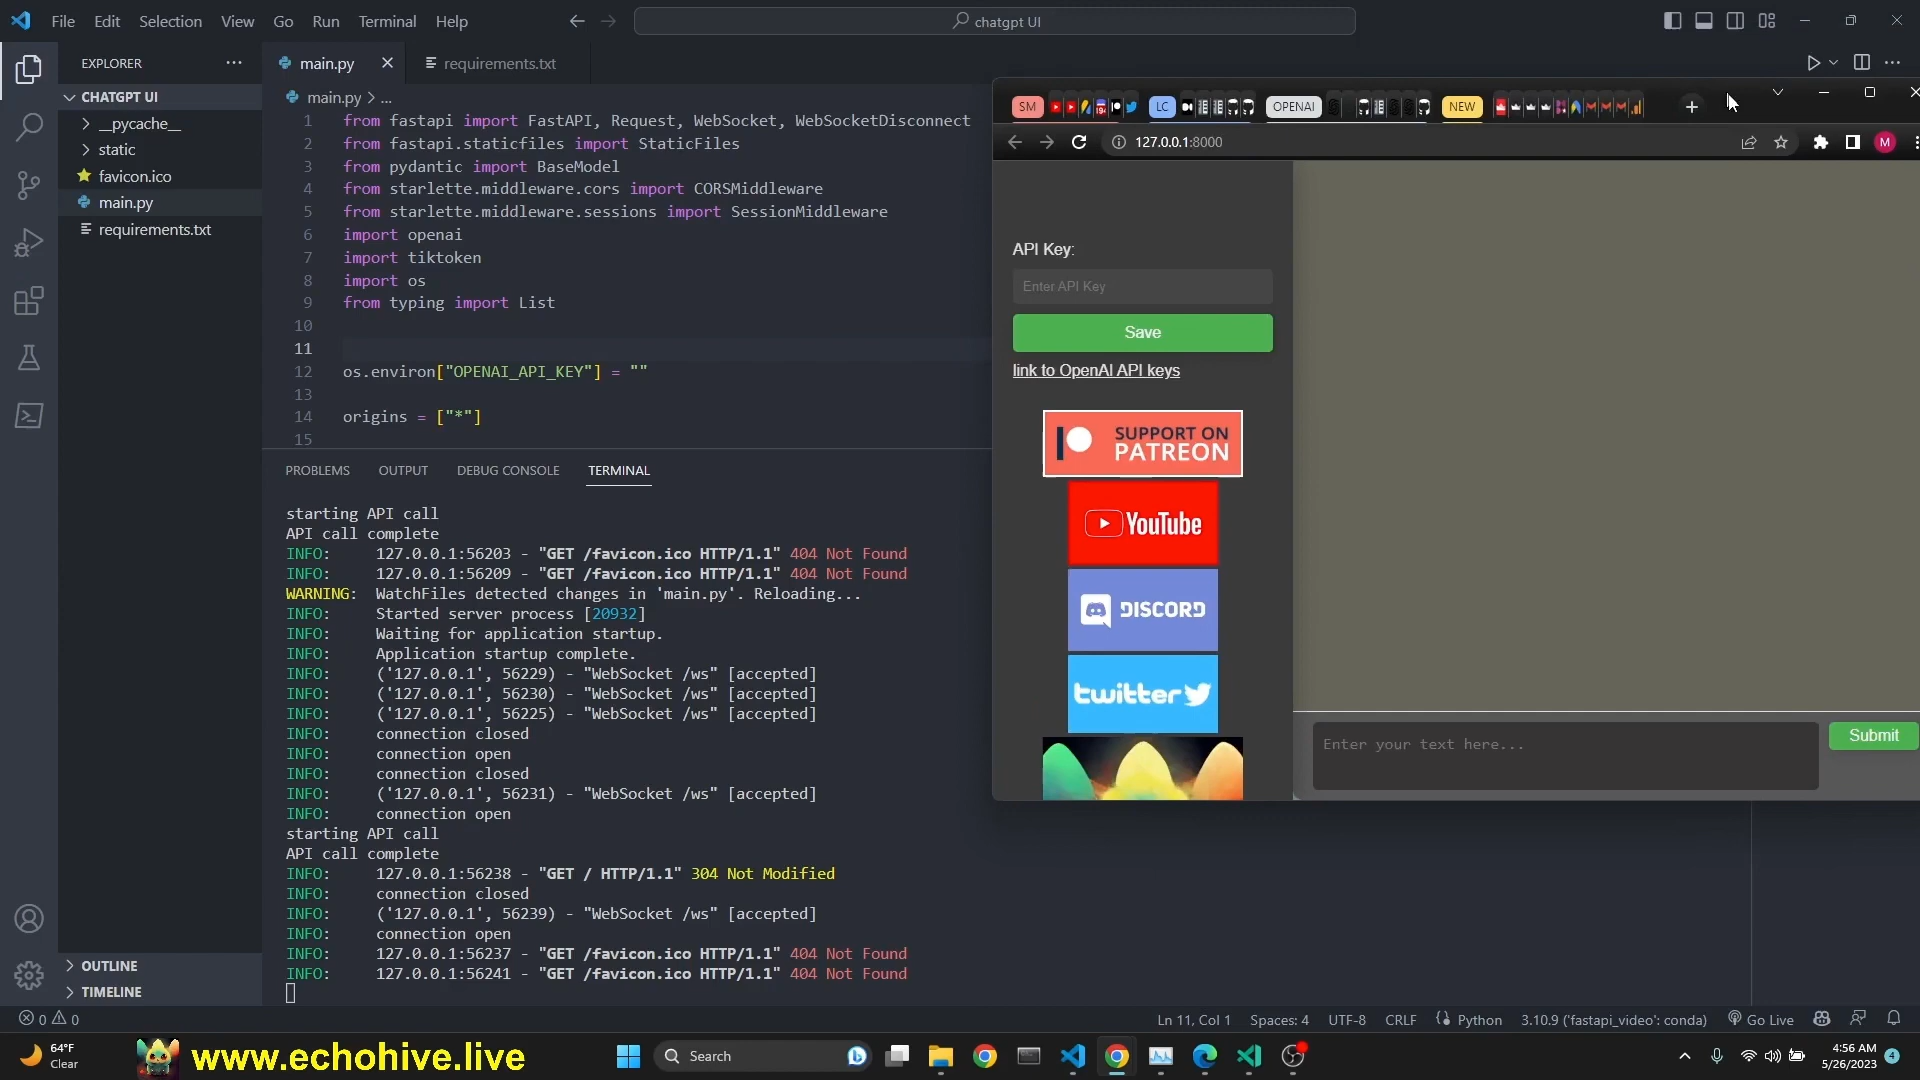 File Edit Selection View Go Run Terminal Help
chatgpt UI
EXPLORER
main.py
requirements.txt
CHATGPT UI
__pycache__
static
favicon.ico
main.py
requirements.txt
main.py > ...
1 from fastapi import FastAPI, Request, WebSocket, WebSocketDisconnect
2 from fastapi.staticfiles import StaticFiles
3 from pydantic import BaseModel
4 from starlette.middleware.cors import CORSMiddleware
5 from starlette.middleware.sessions import SessionMiddleware
6 import openai
7 import tiktoken
8 import os
9 from typing import List
10
11
12 os.environ["OPENAI_API_KEY"] = ""
13
14 origins = ["*"]
15
PROBLEMS OUTPUT DEBUG CONSOLE TERMINAL
starting API call
API call complete
INFO: 127.0.0.1:56203 - "GET /favicon.ico HTTP/1.1" 404 Not Found
INFO: 127.0.0.1:56209 - "GET /favicon.ico HTTP/1.1" 404 Not Found
WARNING: WatchFiles detected changes in 'main.py'. Reloading...
INFO: Started server process [20932]
INFO: Waiting for application startup.
INFO: Application startup complete.
INFO: ('127.0.0.1', 56229) - "WebSocket /ws" [accepted]
INFO: ('127.0.0.1', 56230) - "WebSocket /ws" [accepted]
INFO: ('127.0.0.1', 56225) - "WebSocket /ws" [accepted]
INFO: connection closed
INFO: connection open
INFO: connection closed
INFO: ('127.0.0.1', 56231) - "WebSocket /ws" [accepted]
INFO: connection open
starting API call
API call complete
INFO: 127.0.0.1:56238 - "GET / HTTP/1.1" 304 Not Modified
INFO: connection closed
INFO: ('127.0.0.1', 56239) - "WebSocket /ws" [accepted]
INFO: connection open
INFO: 127.0.0.1:56237 - "GET /favicon.ico HTTP/1.1" 404 Not Found
INFO: 127.0.0.1:56241 - "GET /favicon.ico HTTP/1.1" 404 Not Found
OUTLINE
TIMELINE
SM LC OPENAI NEW
127.0.0.1:8000
M
API Key:
Enter API Key
Save
link to OpenAI API keys
SUPPORT ON
PATREON
YouTube
DISCORD
twitter
Enter your text here...
Submit
0 0
Ln 11, Col 1 Spaces: 4 UTF-8 CRLF Python 3.10.9 ('fastapi_video': conda) Go Live
64°F
Clear
www.echohive.live
Search
4:56 AM
5/26/2023
4